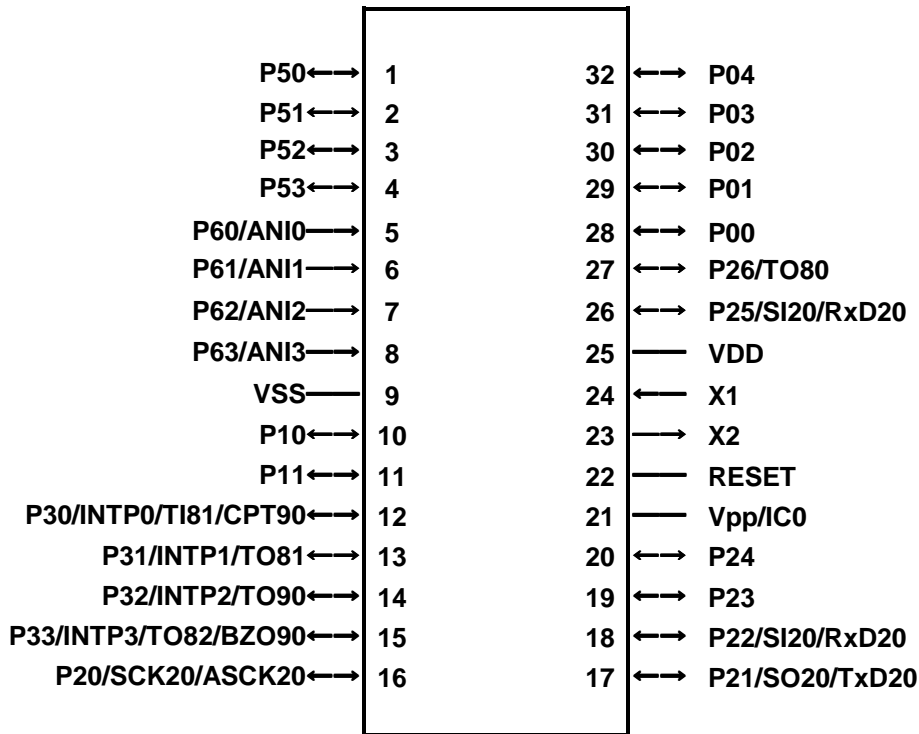 P50 1 32 P04
P51 2 31 P03
P52 3 30 P02
P53 4 29 P01
P60/ANI0 5 28 P00
P61/ANI1 6 27 P26/TO80
P62/ANI2 7 26 P25/SI20/RxD20
P63/ANI3 8 25 VDD
VSS 9 24 X1
P10 10 23 X2
P11 11 22 RESET
P30/INTP0/TI81/CPT90 12 21 Vpp/IC0
P31/INTP1/TO81 13 20 P24
P32/INTP2/TO90 14 19 P23
P33/INTP3/TO82/BZO90 15 18 P22/SI20/RxD20
P20/SCK20/ASCK20 16 17 P21/SO20/TxD20